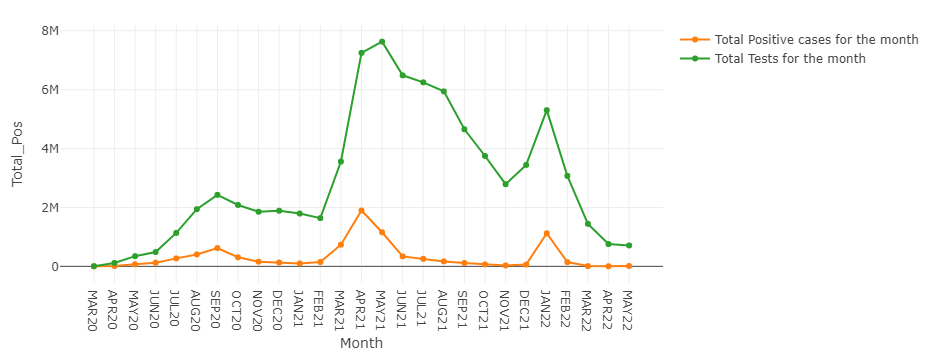 8M
6M
4M
2M
0
Total_Pos
MAR20
APR20
MAY20
JUN20
JUL20
AUG20
SEP20
OCT20
NOV20
DEC20
JAN21
FEB21
MAR21
APR21
MAY21
JUN21
JUL21
AUG21
SEP21
OCT21
NOV21
DEC21
JAN22
FEB22
MAR22
APR22
MAY22
Month
Total Positive cases for the month
Total Tests for the month